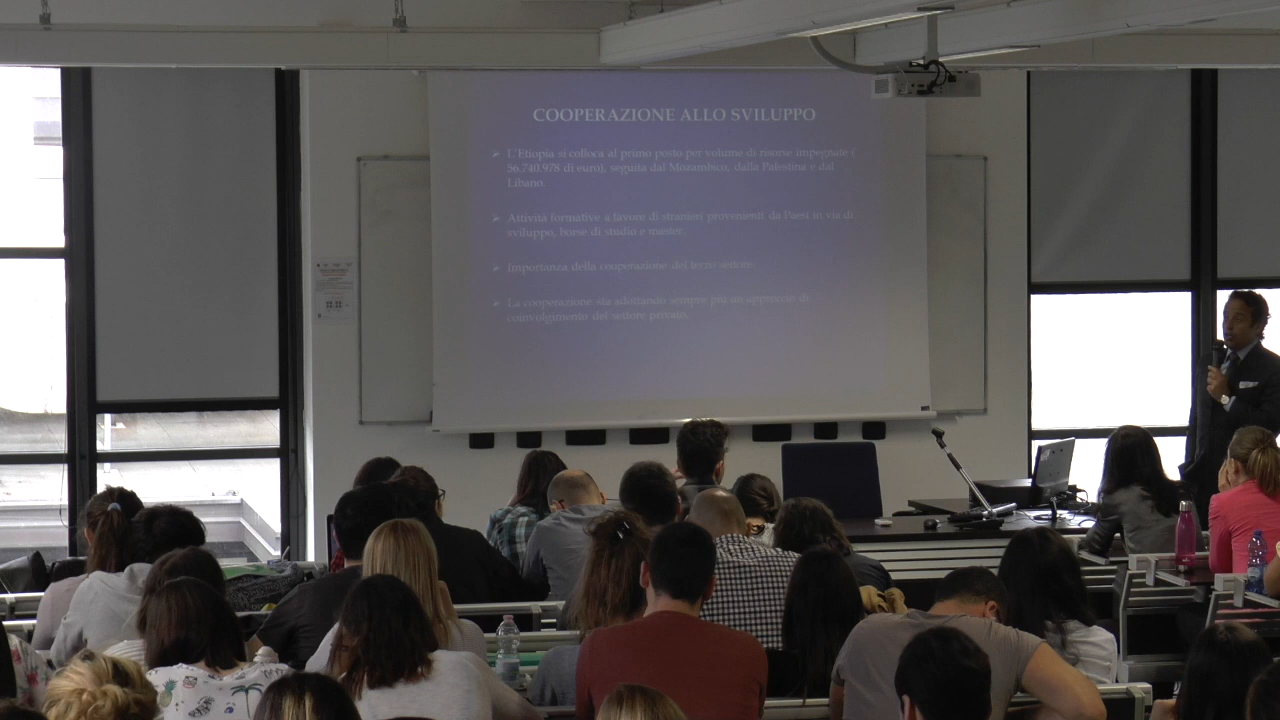 COOPERAZIONE ALLO SVILUPPO
➢ L'Etiopia si colloca al primo posto per volume di risorse impegnate (
56.740.978 di euro), seguita dal Mozambico, dalla Palestina e dal
Libano.
➢ Attività formative a favore di stranieri provenienti da Paesi in via di
sviluppo, borse di studio e master.
➢ Importanza della cooperazione del terzo settore.
➢ La cooperazione sta adottando sempre più un approccio di
coinvolgimento del settore privato.